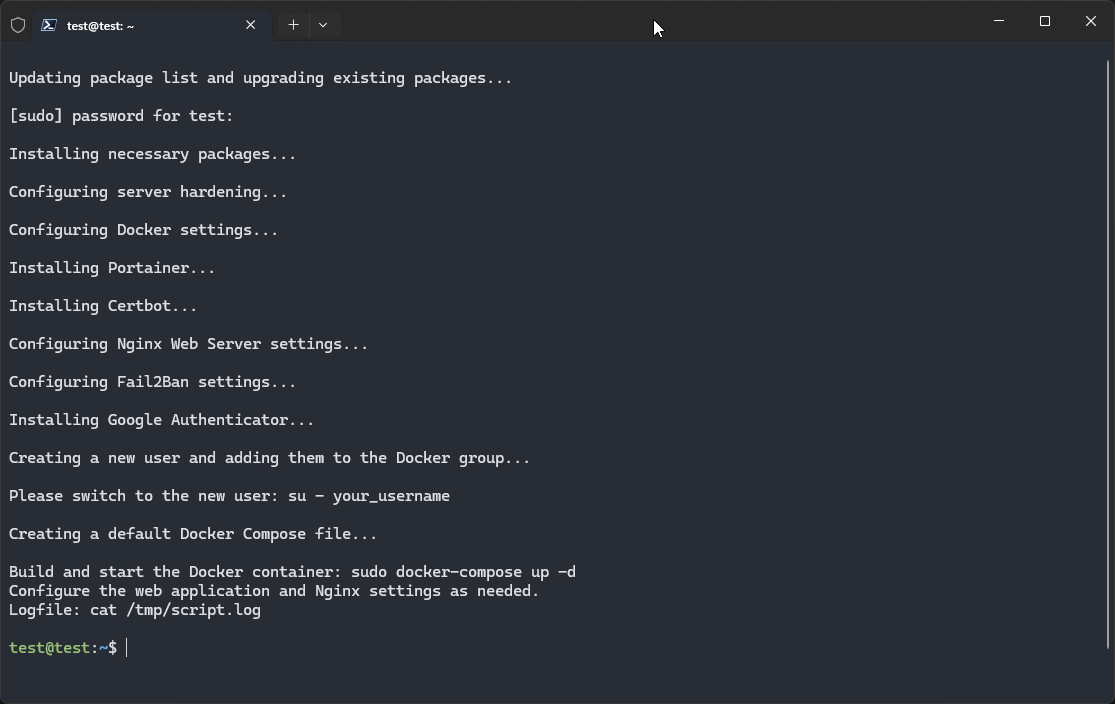 test@test: ~
Updating package list and upgrading existing packages...
[sudo] password for test:
Installing necessary packages...
Configuring server hardening...
Configuring Docker settings...
Installing Portainer...
Installing Certbot...
Configuring Nginx Web Server settings...
Configuring Fail2Ban settings...
Installing Google Authenticator...
Creating a new user and adding them to the Docker group...
Please switch to the new user: su - your_username
Creating a default Docker Compose file...
Build and start the Docker container: sudo docker-compose up -d
Configure the web application and Nginx settings as needed.
Logfile: cat /tmp/script.log
test@test:~$